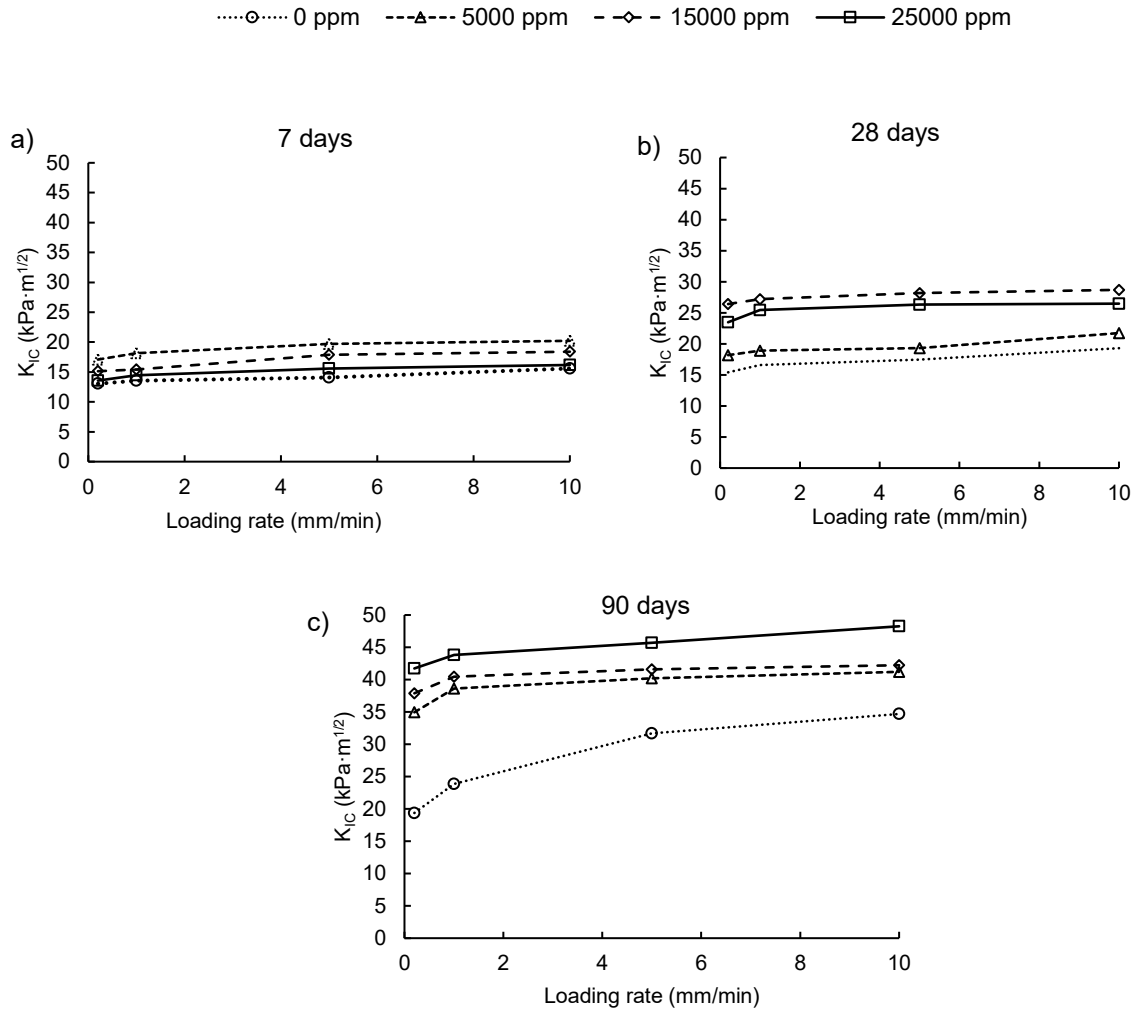 0 ppm 5000 ppm 15000 ppm 25000 ppm
a) 7 days
50
45
40
35
30
25
20
15
10
5
0
K_IC (kPa·m^1/2)
0 2 4 6 8 10
Loading rate (mm/min)
b) 28 days
50
45
40
35
30
25
20
15
10
5
0
K_IC (kPa·m^1/2)
0 2 4 6 8 10
Loading rate (mm/min)
c) 90 days
50
45
40
35
30
25
20
15
10
5
0
K_IC (kPa·m^1/2)
0 2 4 6 8 10
Loading rate (mm/min)